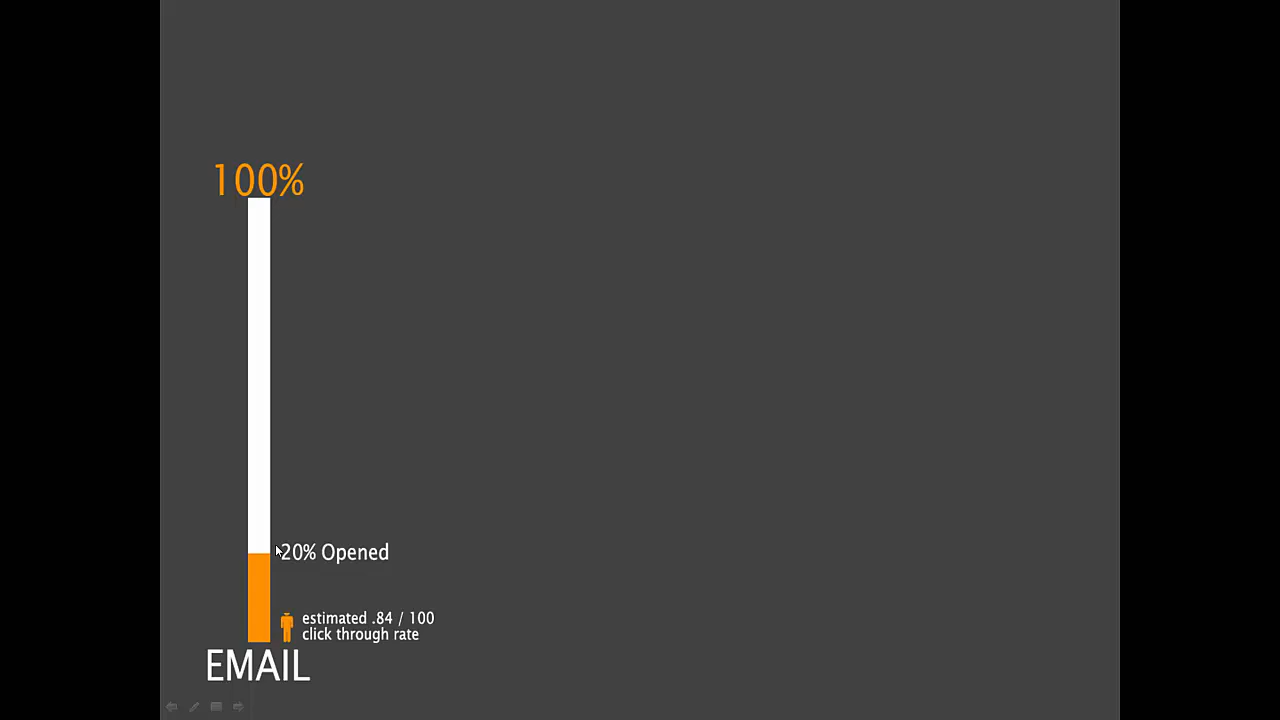 100%
20% Opened
estimated .84 / 100
click through rate
EMAIL